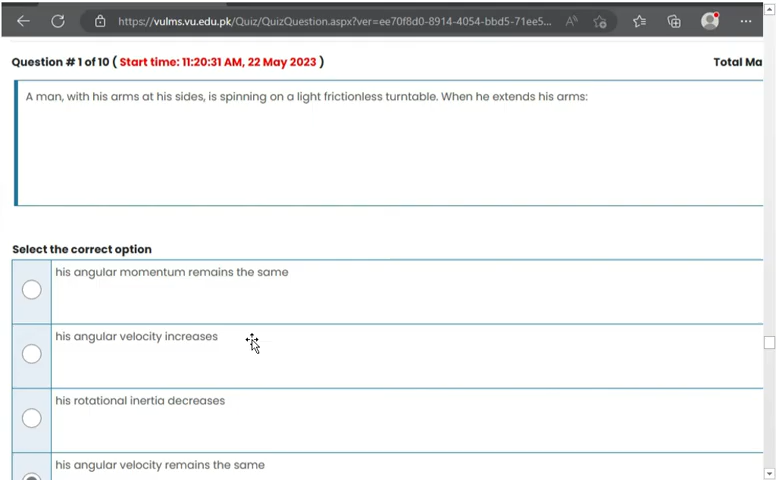 https://vulms.vu.edu.pk/Quiz/QuizQuestion.aspx?ver=ee70f8d0-8914-4054-bbd5-71ee5...
Question # 1 of 10 ( Start time: 11:20:31 AM, 22 May 2023 ) Total Ma
A man, with his arms at his sides, is spinning on a light frictionless turntable. When he extends his arms:
Select the correct option
his angular momentum remains the same
his angular velocity increases
his rotational inertia decreases
his angular velocity remains the same